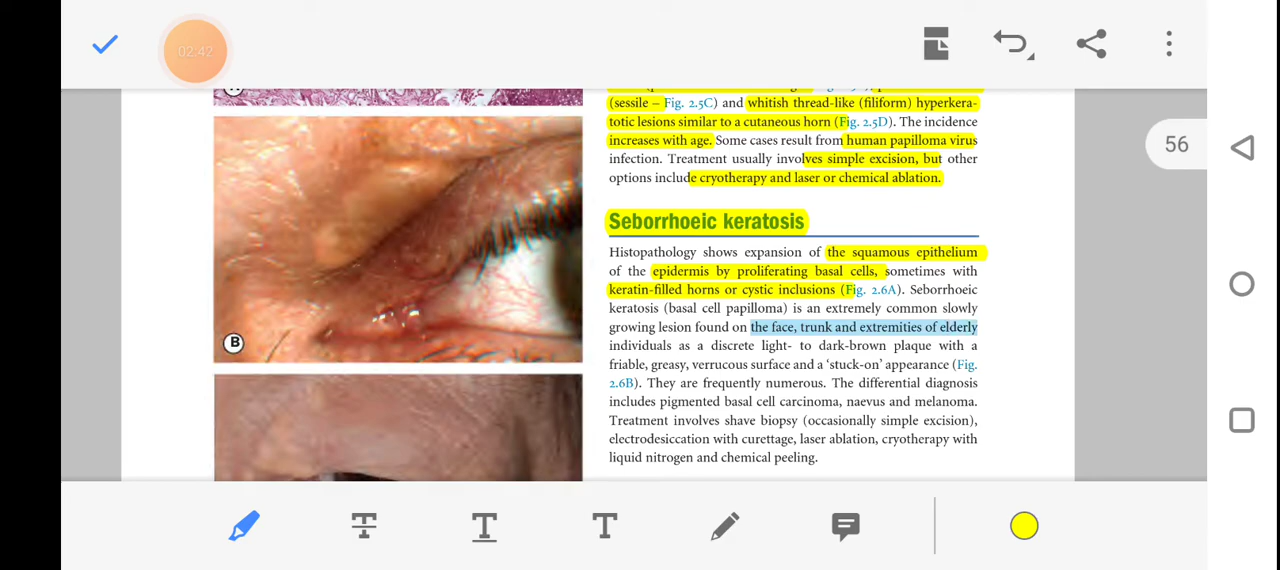 02:42
56
(sessile – Fig. 2.5C) and whitish thread-like (filiform) hyperkera-
totic lesions similar to a cutaneous horn (Fig. 2.5D). The incidence
increases with age. Some cases result from human papilloma virus
infection. Treatment usually involves simple excision, but other
options include cryotherapy and laser or chemical ablation.
Seborrhoeic keratosis
Histopathology shows expansion of the squamous epithelium
of the epidermis by proliferating basal cells, sometimes with
keratin-filled horns or cystic inclusions (Fig. 2.6A). Seborrhoeic
keratosis (basal cell papilloma) is an extremely common slowly
growing lesion found on the face, trunk and extremities of elderly
individuals as a discrete light- to dark-brown plaque with a
friable, greasy, verrucous surface and a ‘stuck-on’ appearance (Fig.
2.6B). They are frequently numerous. The differential diagnosis
includes pigmented basal cell carcinoma, naevus and melanoma.
Treatment involves shave biopsy (occasionally simple excision),
electrodesiccation with curettage, laser ablation, cryotherapy with
liquid nitrogen and chemical peeling.
B
T
T
T